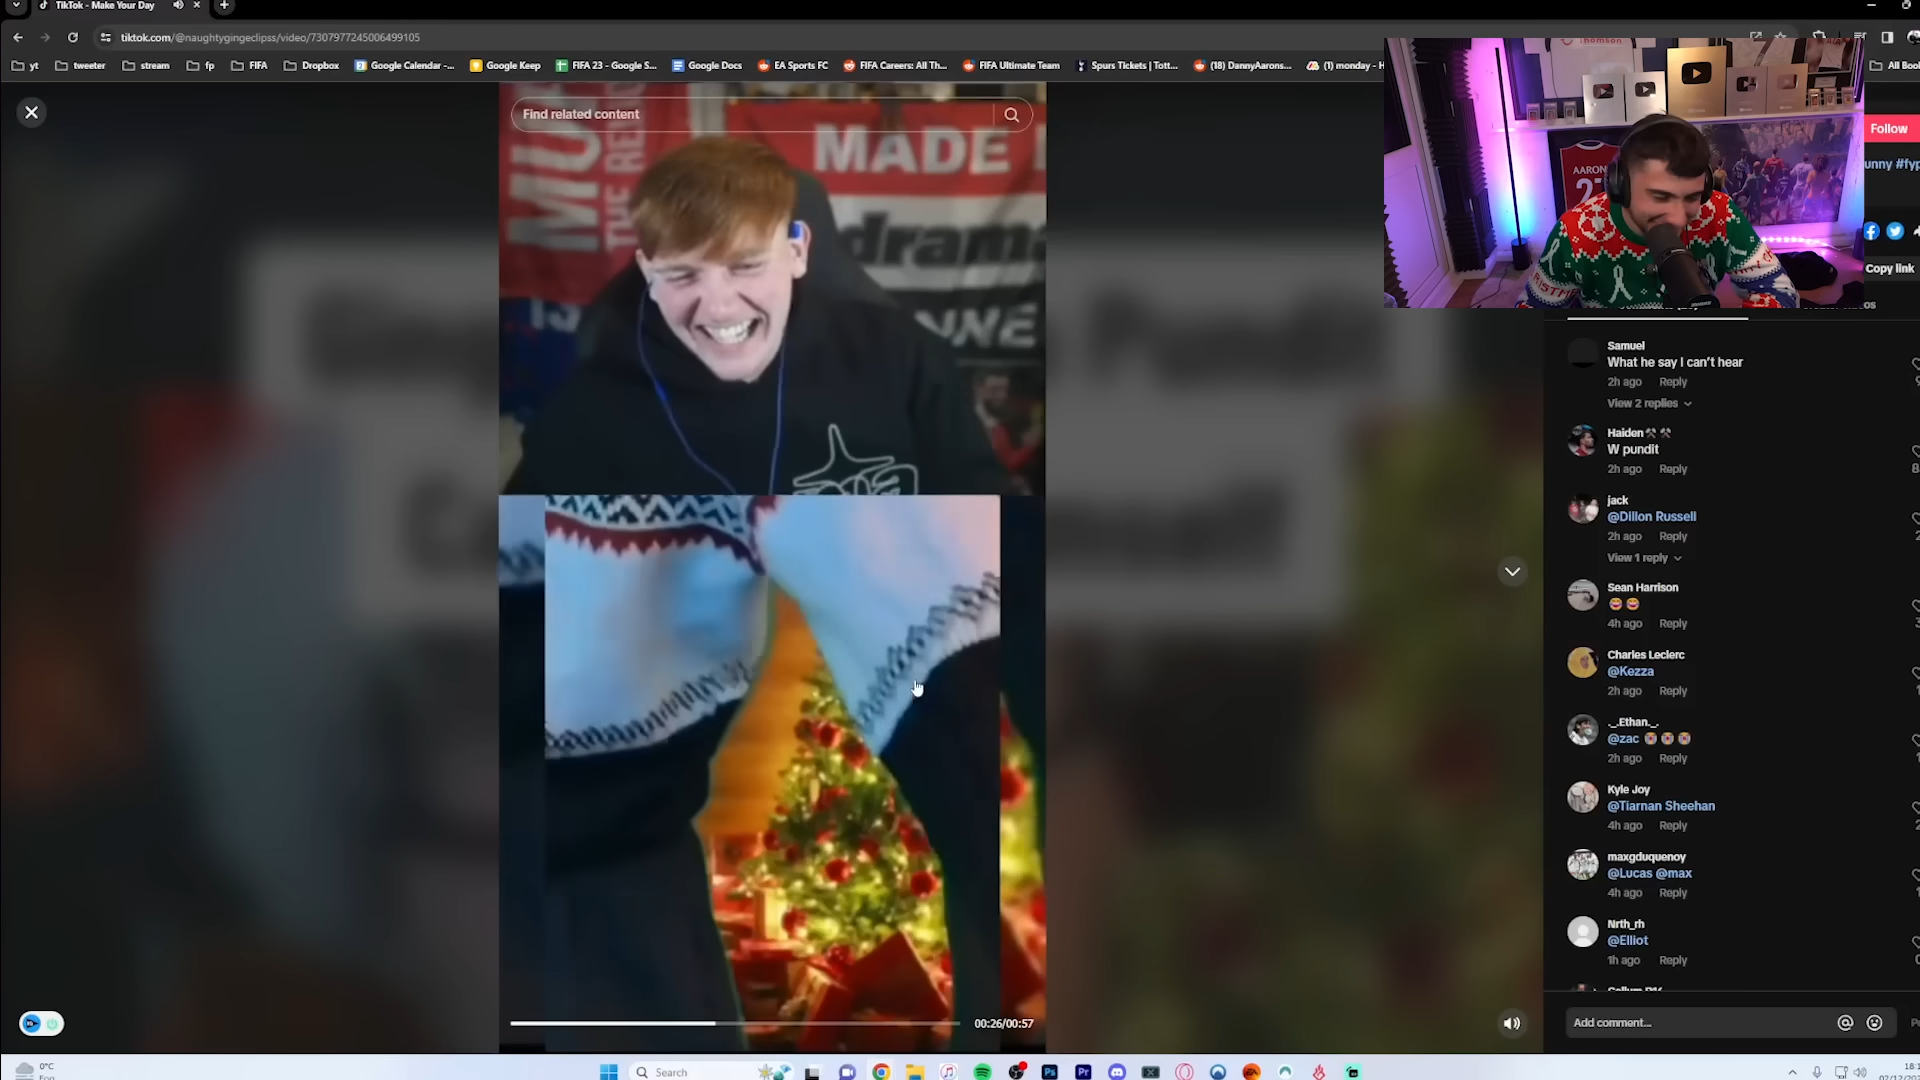 TikTok - Make Your Day
tiktok.com/@naughtygingeclipss/video/7307977245006499105
yt
tweeter
stream
fp
FIFA
Dropbox
Google Calendar -...
Google Keep
FIFA 23 - Google S...
Google Docs
EA Sports FC
FIFA Careers: All Th...
FIFA Ultimate Team
Spurs Tickets | Tott...
(18) DannyAarons...
(1) monday - H
All Boo
Find related content
MADE
drama
THE RE
AARON
27
Follow
unny #fyp
Copy link
Samuel
What he say I can't hear
2h ago Reply
View 2 replies
Haiden
W pundit
2h ago Reply
jack
@Dillon Russell
2h ago Reply
View 1 reply
Sean Harrison
4h ago Reply
Charles Leclerc
@Kezza
2h ago Reply
._.Ethan._.
@zac
2h ago Reply
Kyle Joy
@Tiarnan Sheehan
4h ago Reply
maxgduquenoy
@Lucas @max
4h ago Reply
Nrth_rh
@Elliot
1h ago Reply
00:26/00:57
Add comment...
0°C
Search